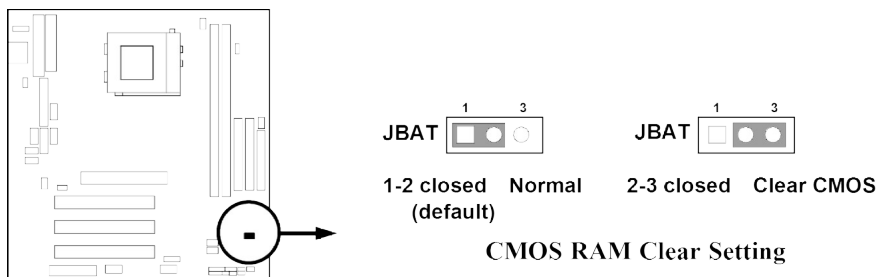 1 3 1 3
JBAT JBAT
1-2 closed Normal 2-3 closed Clear CMOS
(default)
CMOS RAM Clear Setting